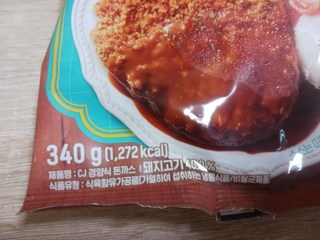 340 g (1,272 kcal)
제품명 : CJ 경양식 돈까스 | 돼지고기
식품유형 : 식육함유가공품(가열하여 섭취하는 냉동식품/비살균제품